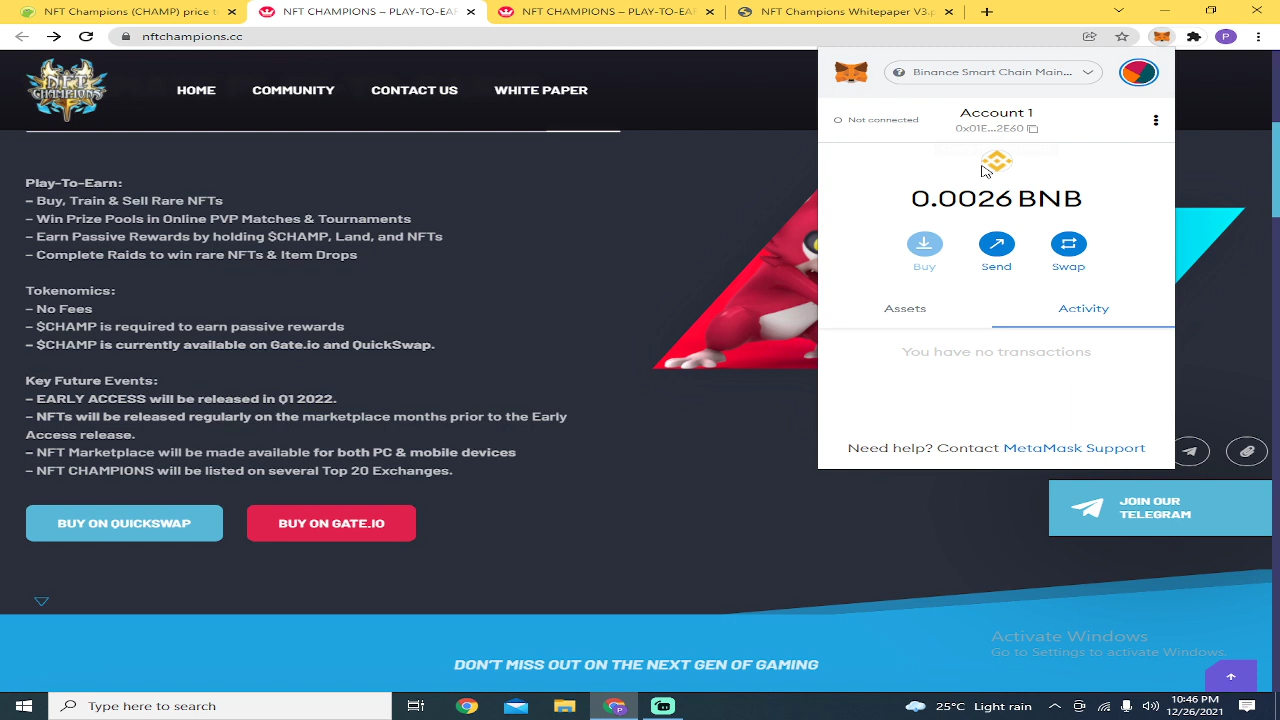 NFT Champions (CHAMP) price to
NFT CHAMPIONS – PLAY-TO-EAR
NFT CHAMPIONS – PLAY-TO-EARI
NFT Champions Whitepaper V3.p
nftchampions.cc
P
NFT
CHAMPIONS
HOME
COMMUNITY
CONTACT US
WHITE PAPER
Binance Smart Chain Main...
Not connected
Account 1
0x01E...2E60
0.0026 BNB
Buy
Send
Swap
Assets
Activity
You have no transactions
Need help? Contact MetaMask Support
Play-To-Earn:
– Buy, Train & Sell Rare NFTs
– Win Prize Pools in Online PVP Matches & Tournaments
– Earn Passive Rewards by holding $CHAMP, Land, and NFTs
– Complete Raids to win rare NFTs & Item Drops
Tokenomics:
– No Fees
– $CHAMP is required to earn passive rewards
– $CHAMP is currently available on Gate.io and QuickSwap.
Key Future Events:
– EARLY ACCESS will be released in Q1 2022.
– NFTs will be released regularly on the marketplace months prior to the Early
Access release.
– NFT Marketplace will be made available for both PC & mobile devices
– NFT CHAMPIONS will be listed on several Top 20 Exchanges.
BUY ON QUICKSWAP
BUY ON GATE.IO
JOIN OUR
TELEGRAM
DON'T MISS OUT ON THE NEXT GEN OF GAMING
Activate Windows
Go to Settings to activate Windows.
Type here to search
25°C Light rain
10:46 PM
12/26/2021